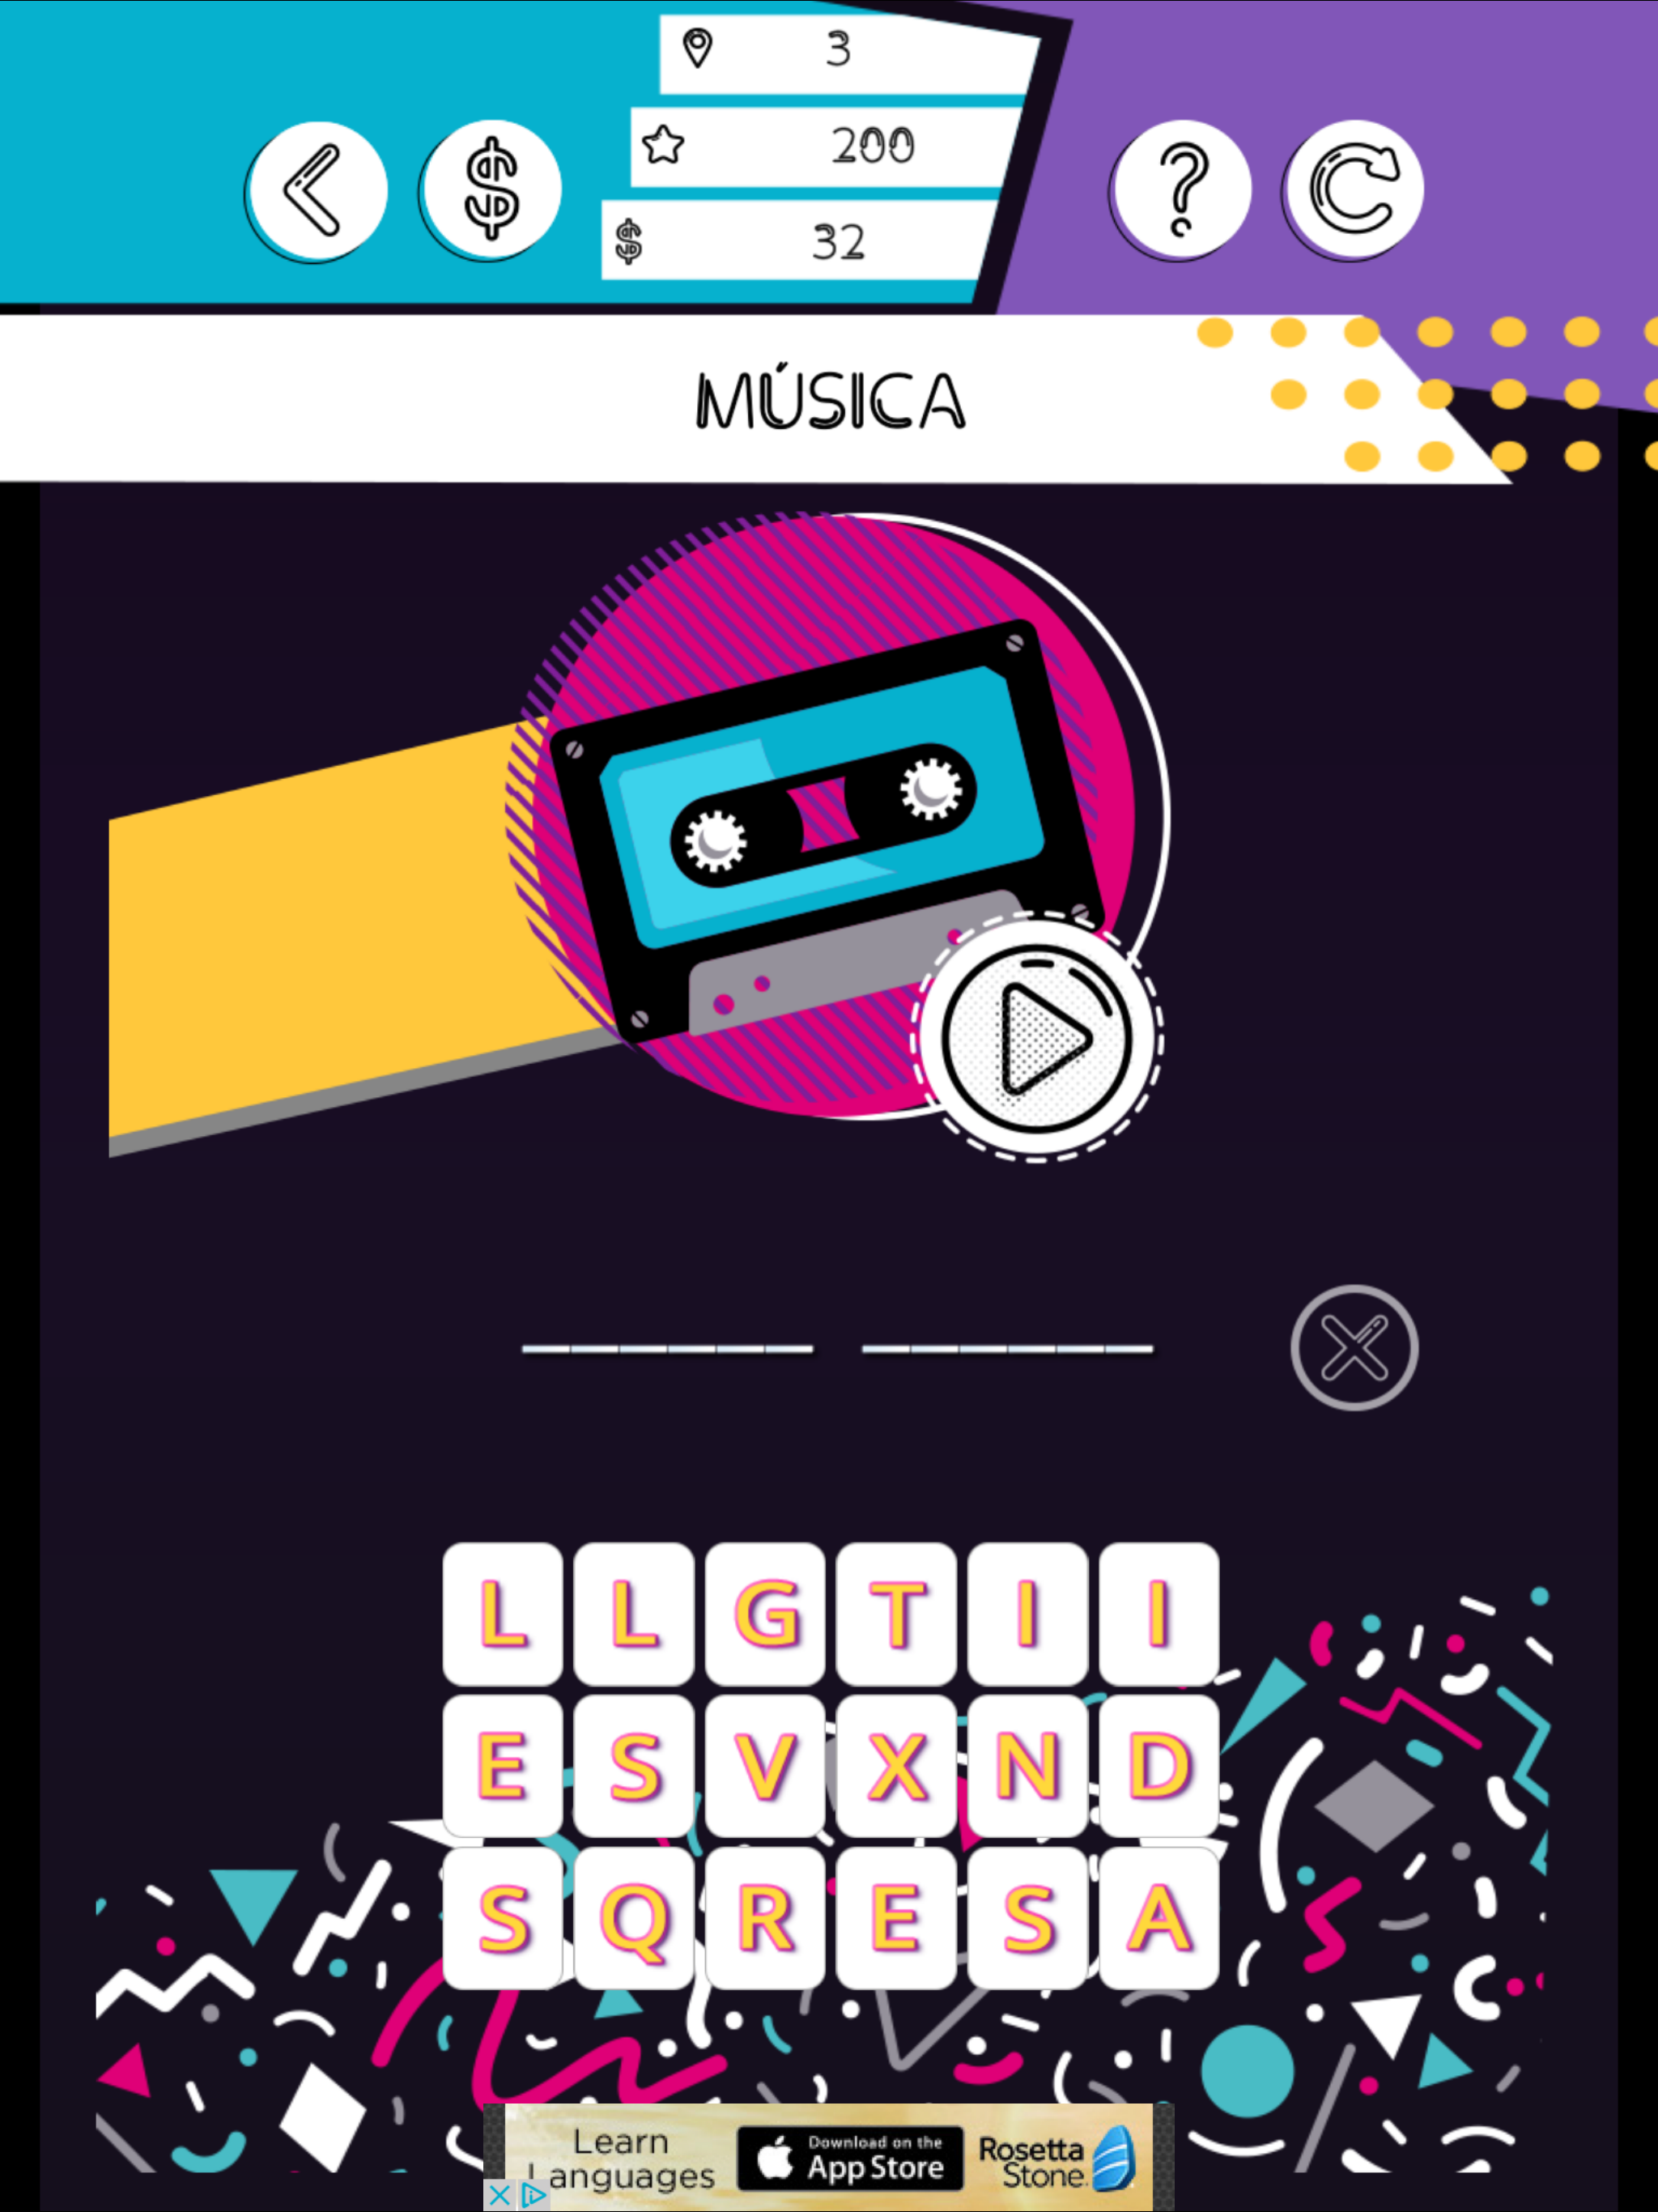 3
200
$ 32
$
?
MÚSICA
L L G T I I
E S V X N D
S Q R E S A
Learn
Languages
Download on the
App Store
Rosetta
Stone.